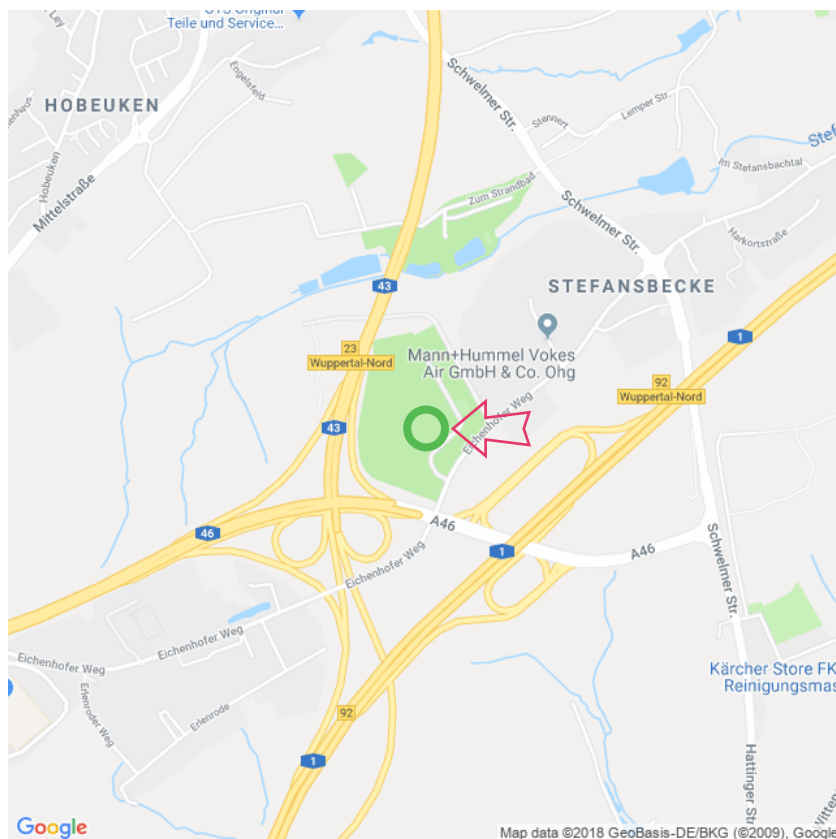 Ley
Teile und Service...
Engelsfeld
HOBEUKEN
Schwelmer Str.
Lemper Str.
Stennert
Im Stefansbachtal
Hobeuken
Mittelstraße
Zum Strandbad
Schwelmer Str.
Harkortstraße
43
STEFANSBECKE
1
23
Wuppertal-Nord
Mann+Hummel Vokes
Air GmbH & Co. Ohg
92
Wuppertal-Nord
43
Eichenhofer Weg
46
A46
1
A46
Schwelmer Str.
Eichenhofer Weg
Eichenhofer Weg
Eichenhofer Weg
Kärcher Store FK
Reinigungsmas
Erlenroder Weg
Erlenrode
92
1
Hattinger
Witten
Google
Map data ©2018 GeoBasis-DE/BKG (©2009), Google